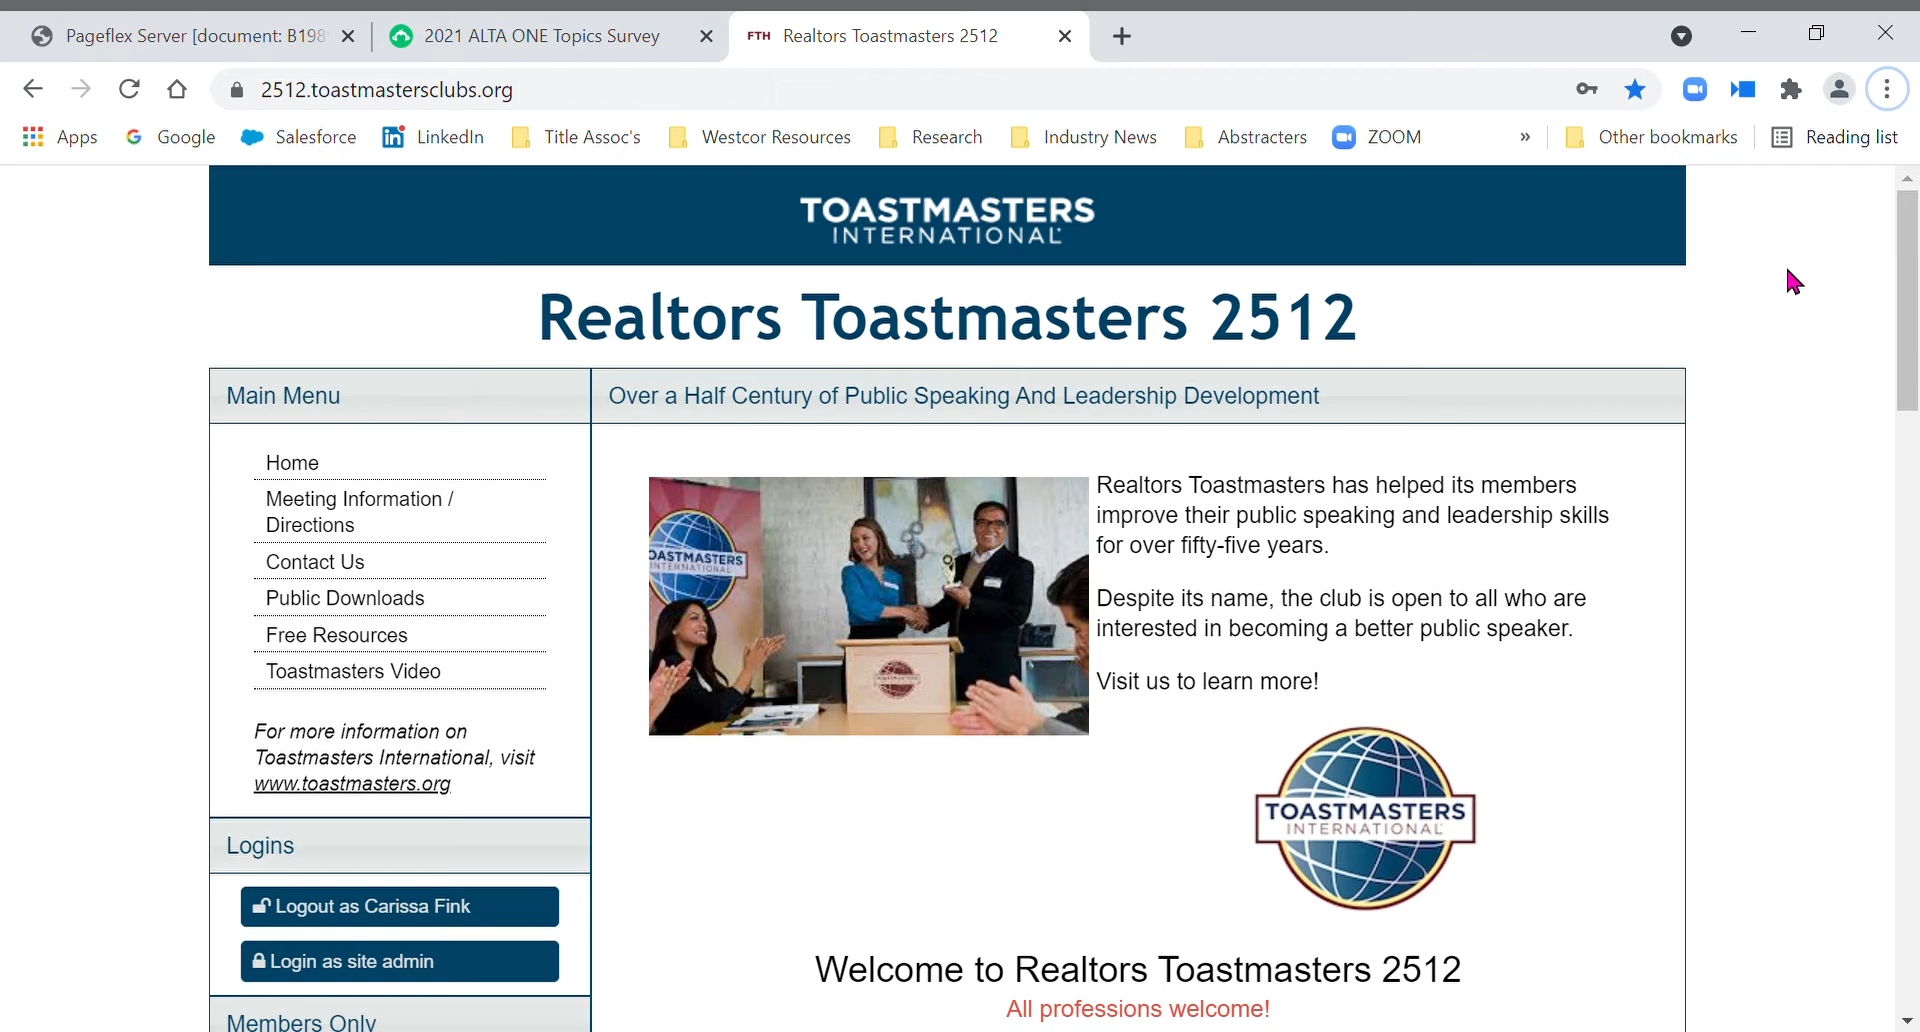 Pageflex Server [document: B198
2021 ALTA ONE Topics Survey
FTH Realtors Toastmasters 2512
2512.toastmastersclubs.org
Apps Google Salesforce LinkedIn Title Assoc's Westcor Resources Research Industry News Abstracters ZOOM » Other bookmarks Reading list
TOASTMASTERS
INTERNATIONAL
Realtors Toastmasters 2512
Main Menu
Home
Meeting Information /
Directions
Contact Us
Public Downloads
Free Resources
Toastmasters Video
For more information on
Toastmasters International, visit
www.toastmasters.org
Logins
Logout as Carissa Fink
Login as site admin
Members Only
Over a Half Century of Public Speaking And Leadership Development
OASTMASTERS
INTERNATIONAL
Realtors Toastmasters has helped its members
improve their public speaking and leadership skills
for over fifty-five years.
Despite its name, the club is open to all who are
interested in becoming a better public speaker.
Visit us to learn more!
TOASTMASTERS
INTERNATIONAL
Welcome to Realtors Toastmasters 2512
All professions welcome!